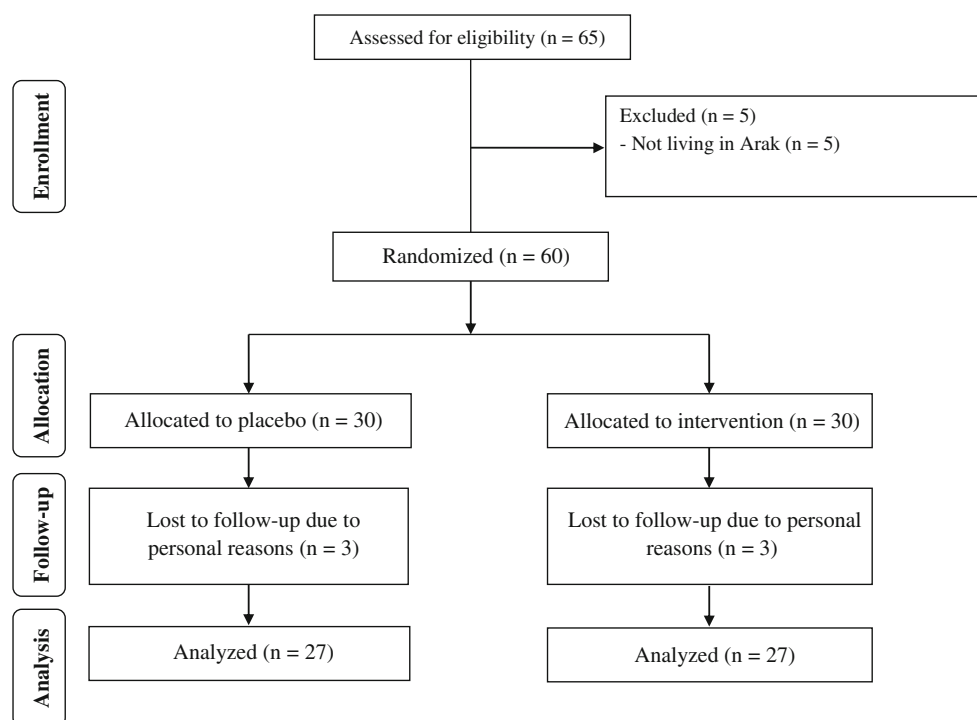 Assessed for eligibility (n = 65)
Enrollment
Excluded (n = 5)
- Not living in Arak (n = 5)
Randomized (n = 60)
Allocation
Allocated to placebo (n = 30)
Allocated to intervention (n = 30)
Follow-up
Lost to follow-up due to
personal reasons (n = 3)
Lost to follow-up due to personal
reasons (n = 3)
Analysis
Analyzed (n = 27)
Analyzed (n = 27)